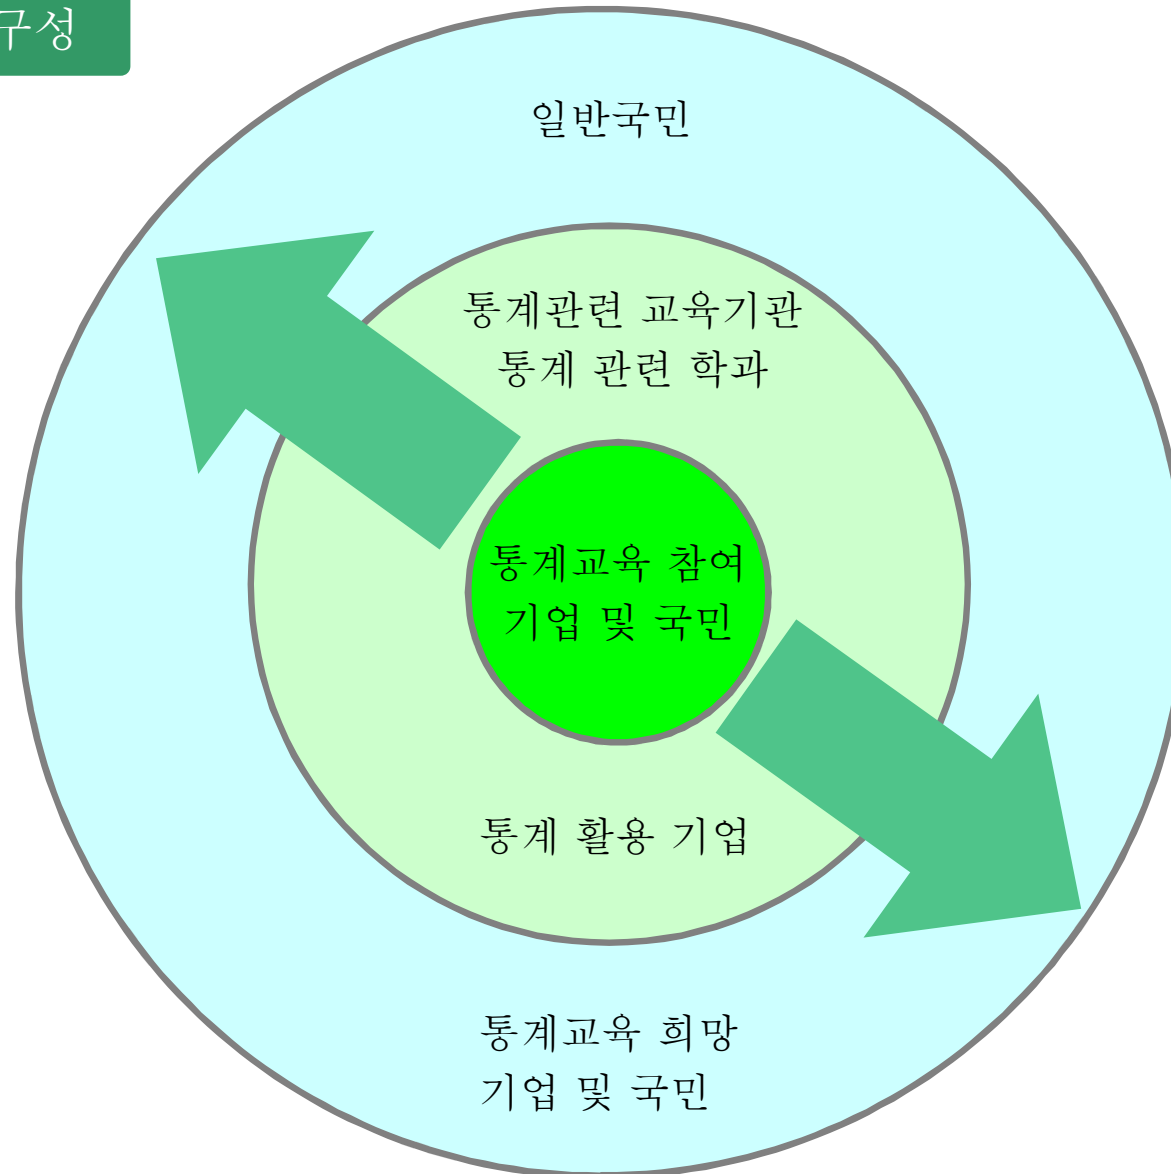 구성
일반국민
통계관련 교육기관
통계 관련 학과
통계교육 참여
기업 및 국민
통계 활용 기업
통계교육 희망
기업 및 국민